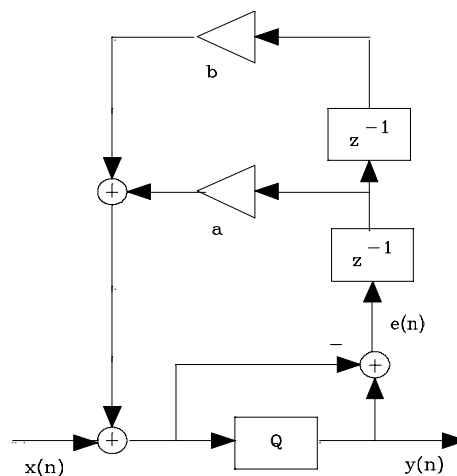 b
z⁻¹
+
a
z⁻¹
e(n)
−
+
+
Q
x(n)
y(n)